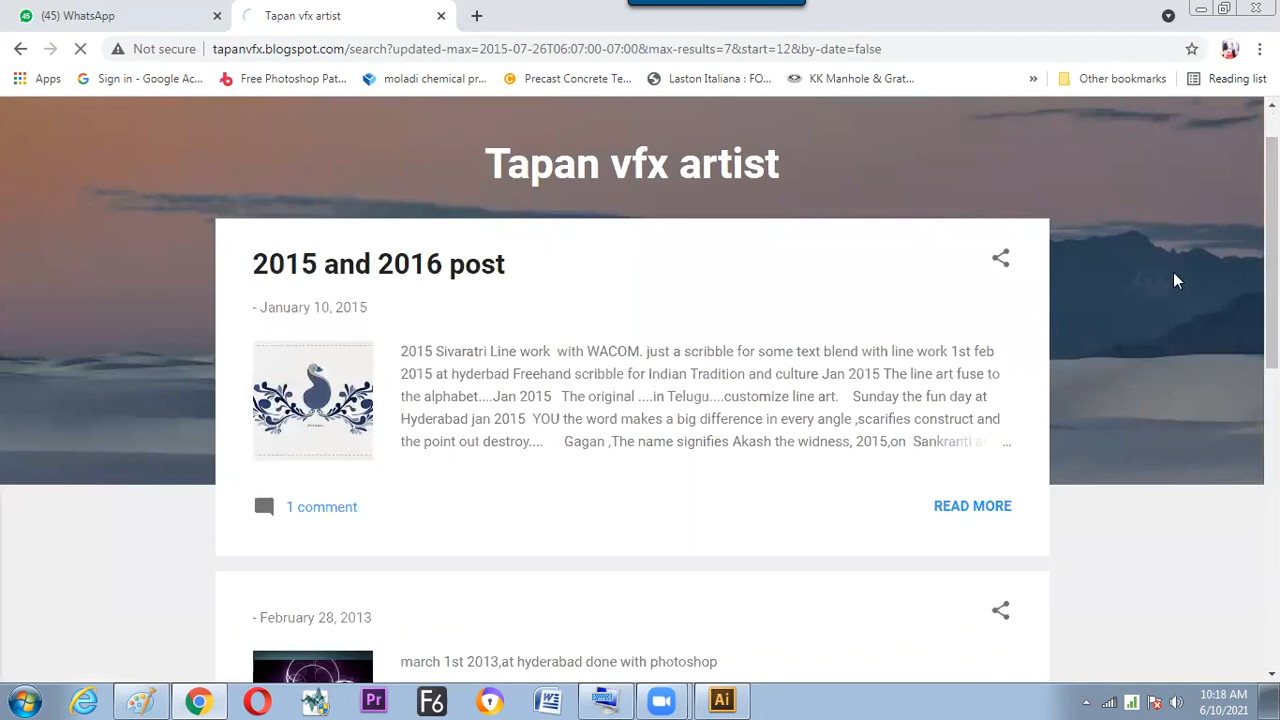 (45) WhatsApp
Tapan vfx artist
Not secure
tapanvfx.blogspot.com/search?updated-max=2015-07-26T06:07:00-07:00&max-results=7&start=12&by-date=false
Apps
Sign in - Google Ac...
Free Photoshop Pat...
moladi chemical pr...
Precast Concrete Te...
Laston Italiana : FO...
KK Manhole & Grat...
»
Other bookmarks
Reading list
Tapan vfx artist
2015 and 2016 post
- January 10, 2015
2015 Sivaratri Line work with WACOM. just a scribble for some text blend with line work 1st feb
2015 at hyderbad Freehand scribble for Indian Tradition and culture Jan 2015 The line art fuse to
the alphabet....Jan 2015 The original ....in Telugu....customize line art. Sunday the fun day at
Hyderabad jan 2015 YOU the word makes a big difference in every angle ,scarifies construct and
the point out destroy.... Gagan ,The name signifies Akash the widness, 2015,on Sankranti ...
1 comment
READ MORE
- February 28, 2013
march 1st 2013,at hyderabad done with photoshop
Pr
F6
W
Ai
10:18 AM
6/10/2021